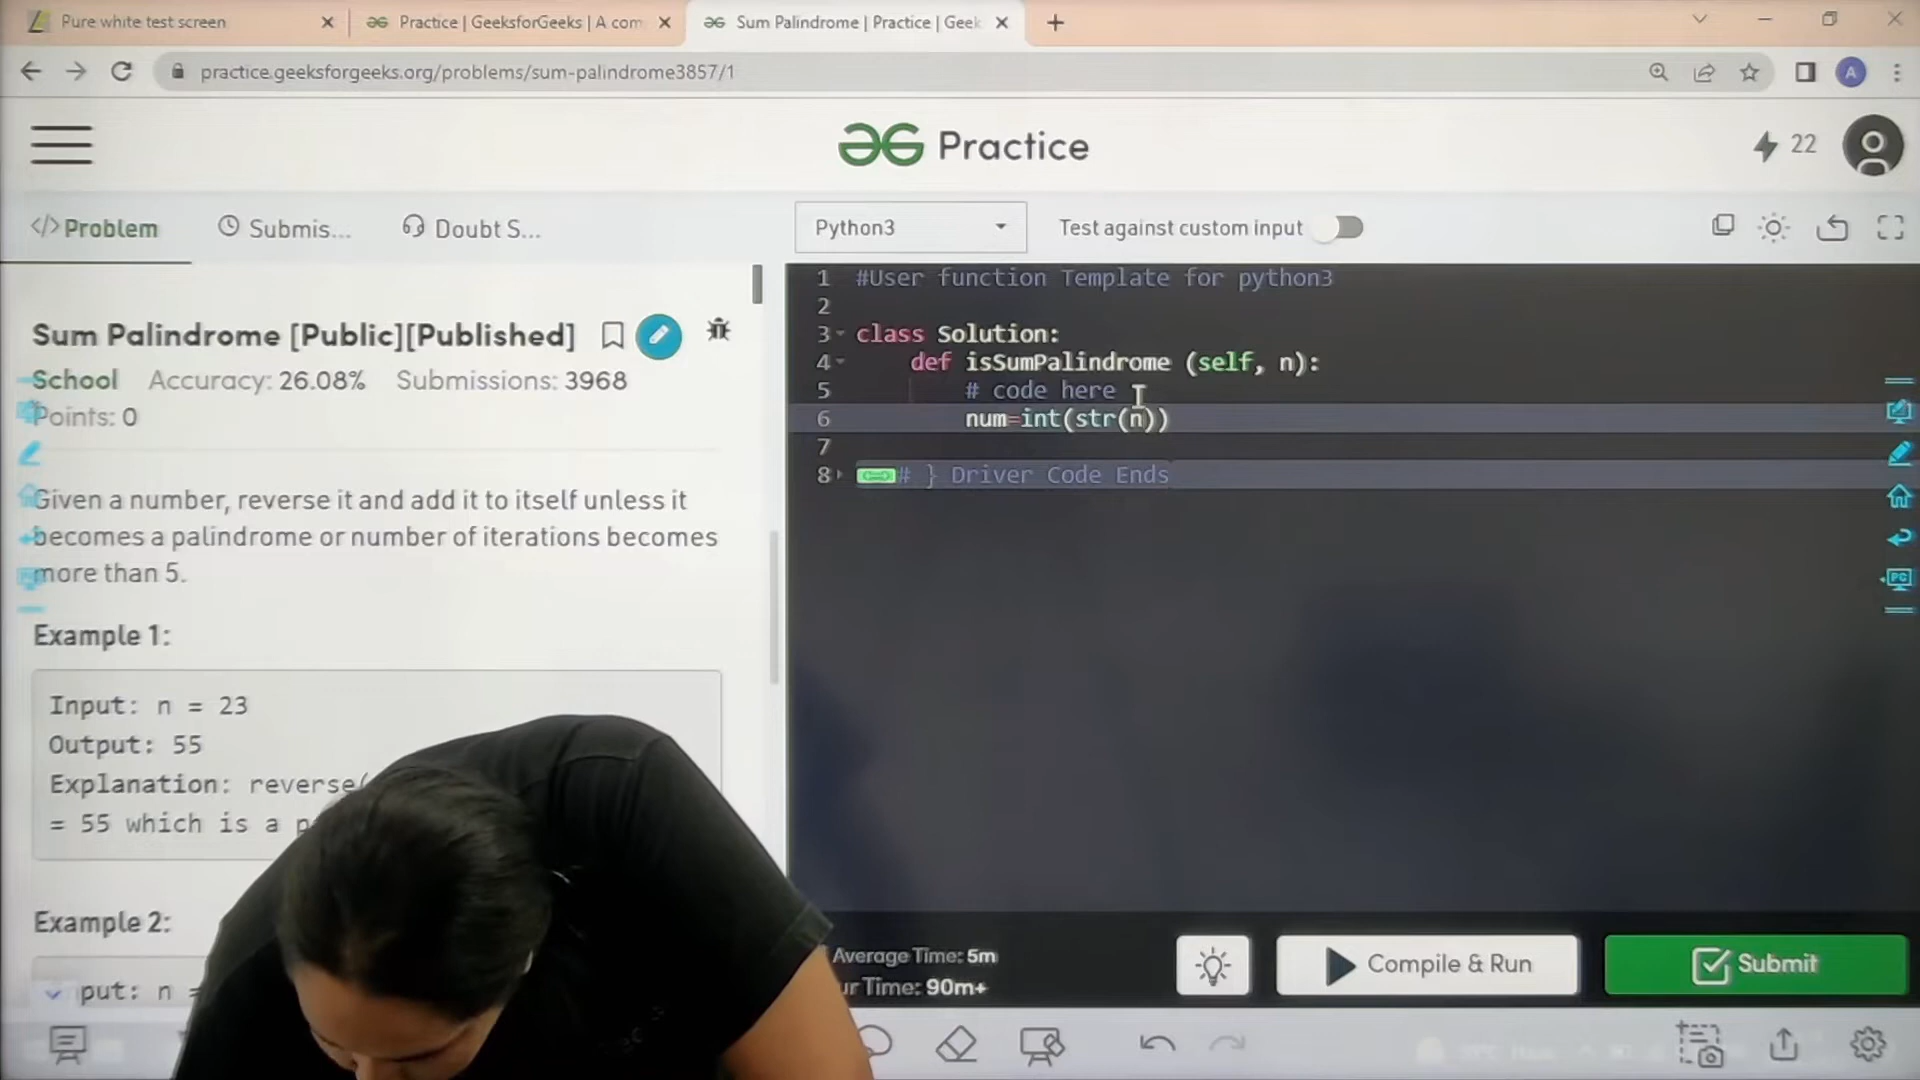 Pure white test screen
Practice | GeeksforGeeks | A com
Sum Palindrome | Practice | Geek
practice.geeksforgeeks.org/problems/sum-palindrome3857/1
A
Practice
22
</> Problem
Submis...
Doubt S...
Python3
Test against custom input
Sum Palindrome [Public][Published]
School Accuracy: 26.08% Submissions: 3968
Points: 0
Given a number, reverse it and add it to itself unless it
becomes a palindrome or number of iterations becomes
more than 5.
Example 1:
Input: n = 23
Output: 55
Explanation: reverse(
= 55 which is a
Example 2:
put: n =
1 #User function Template for python3
2
3 class Solution:
4 def isSumPalindrome (self, n):
5 # code here
6 num=int(str(n))
7
8 # } Driver Code Ends
Average Time: 5m
ur Time: 90m+
Compile & Run
Submit
PC